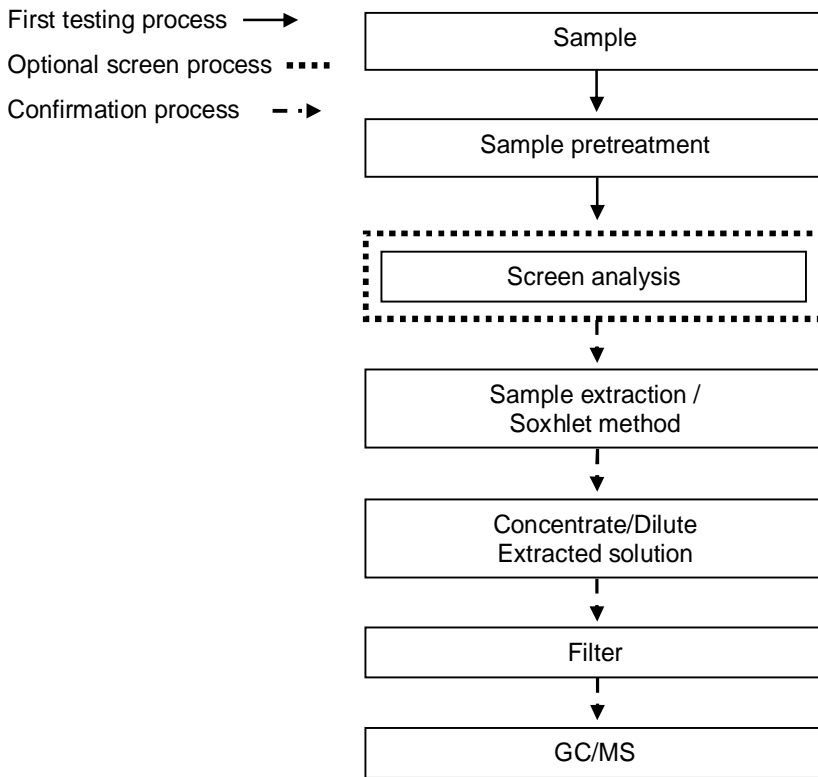 First testing process
Optional screen process
Confirmation process
Sample
Sample pretreatment
Screen analysis
Sample extraction /
Soxhlet method
Concentrate/Dilute
Extracted solution
Filter
GC/MS